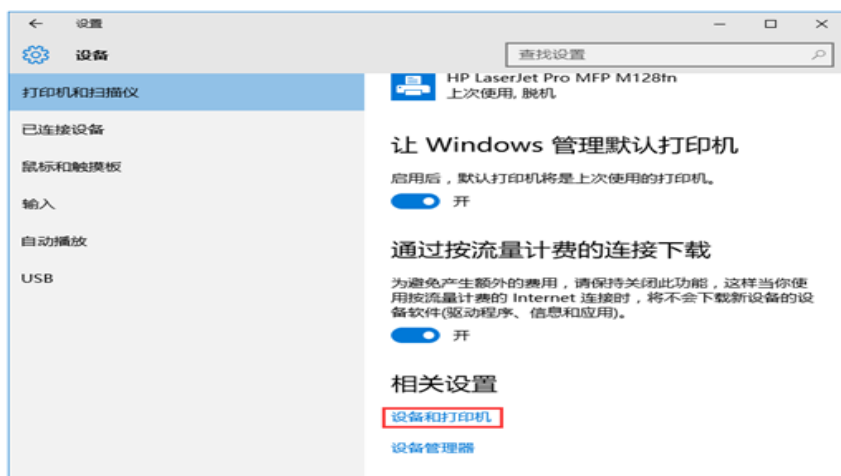 设置
设备
查找设置
打印机和扫描仪
已连接设备
鼠标和触摸板
输入
自动播放
USB
HP LaserJet Pro MFP M128fn
上次使用, 脱机
让 Windows 管理默认打印机
启用后，默认打印机将是上次使用的打印机。
开
通过按流量计费的连接下载
为避免产生额外的费用，请保持关闭此功能，这样当你使
用按流量计费的 Internet 连接时，将不会下载新设备的设
备软件(驱动程序、信息和应用)。
开
相关设置
设备和打印机
设备管理器